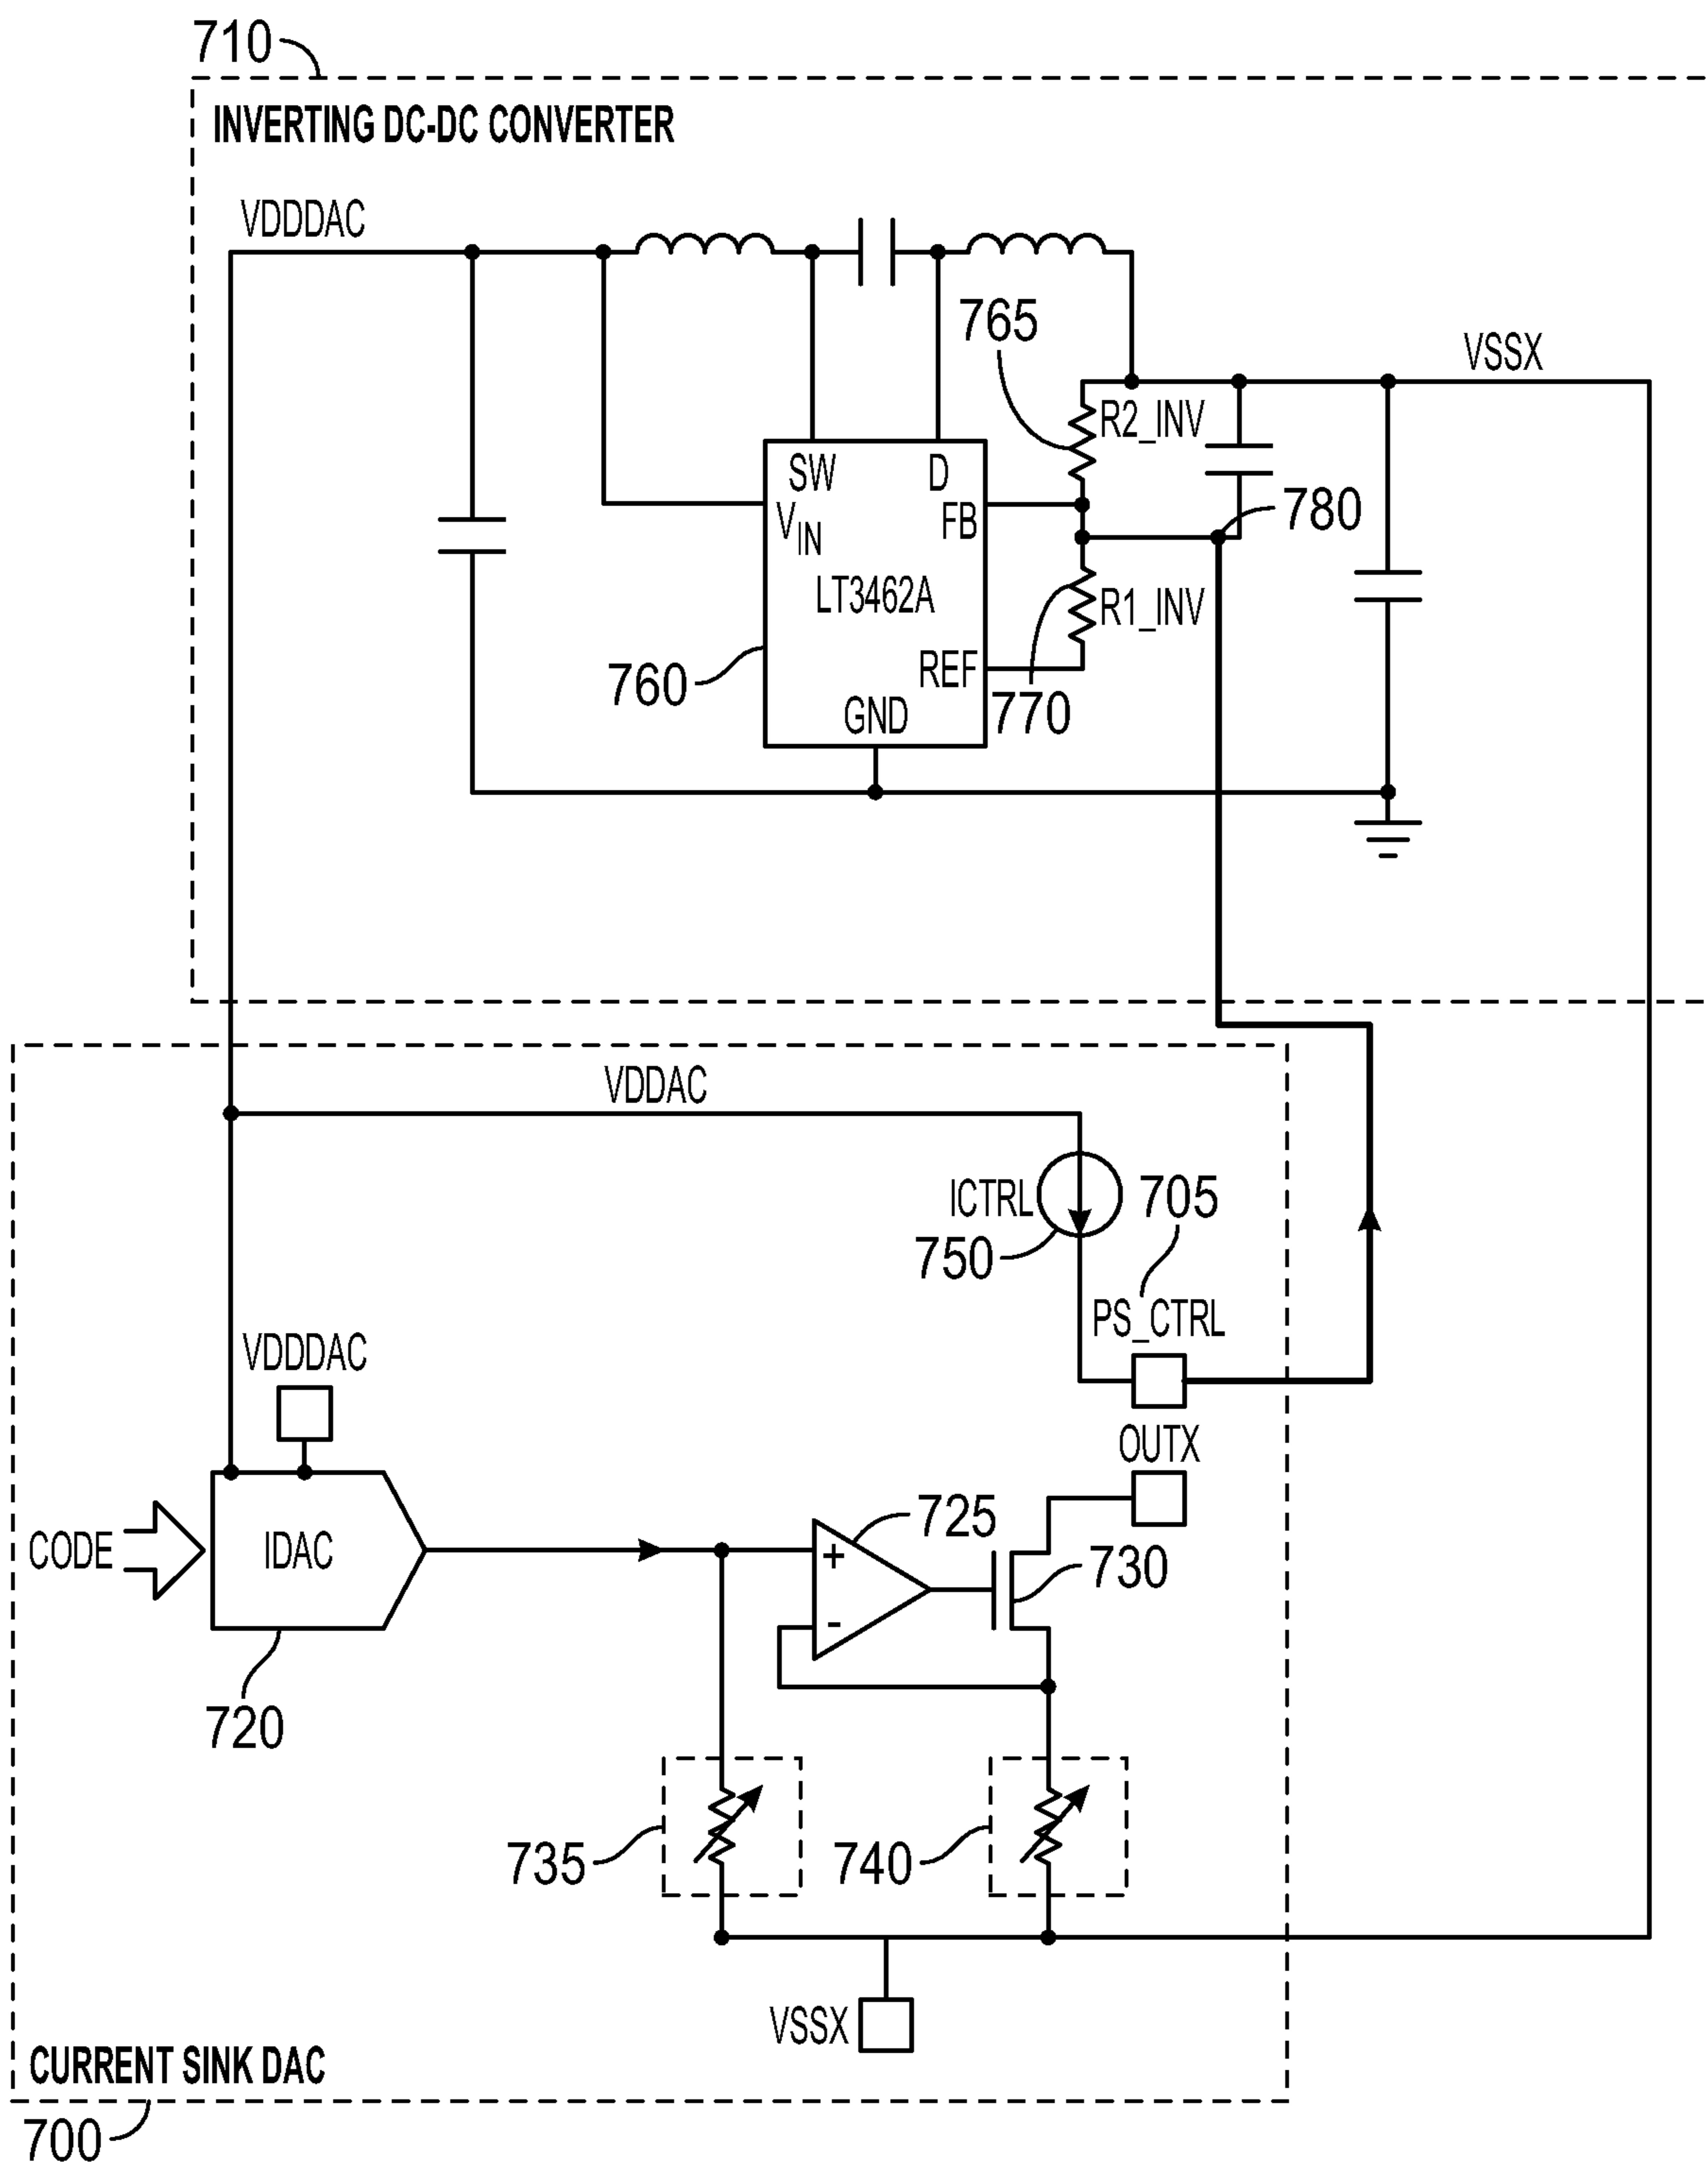 710
INVERTING DC-DC CONVERTER
VDDDAC
765
VSSX
R2_INV
SW
D
VIN
FB
780
LT3462A
R1_INV
760
REF
770
GND
VDDAC
ICTRL
705
750
PS_CTRL
VDDDAC
OUTX
725
CODE
IDAC
+
730
-
720
735
740
VSSX
CURRENT SINK DAC
700